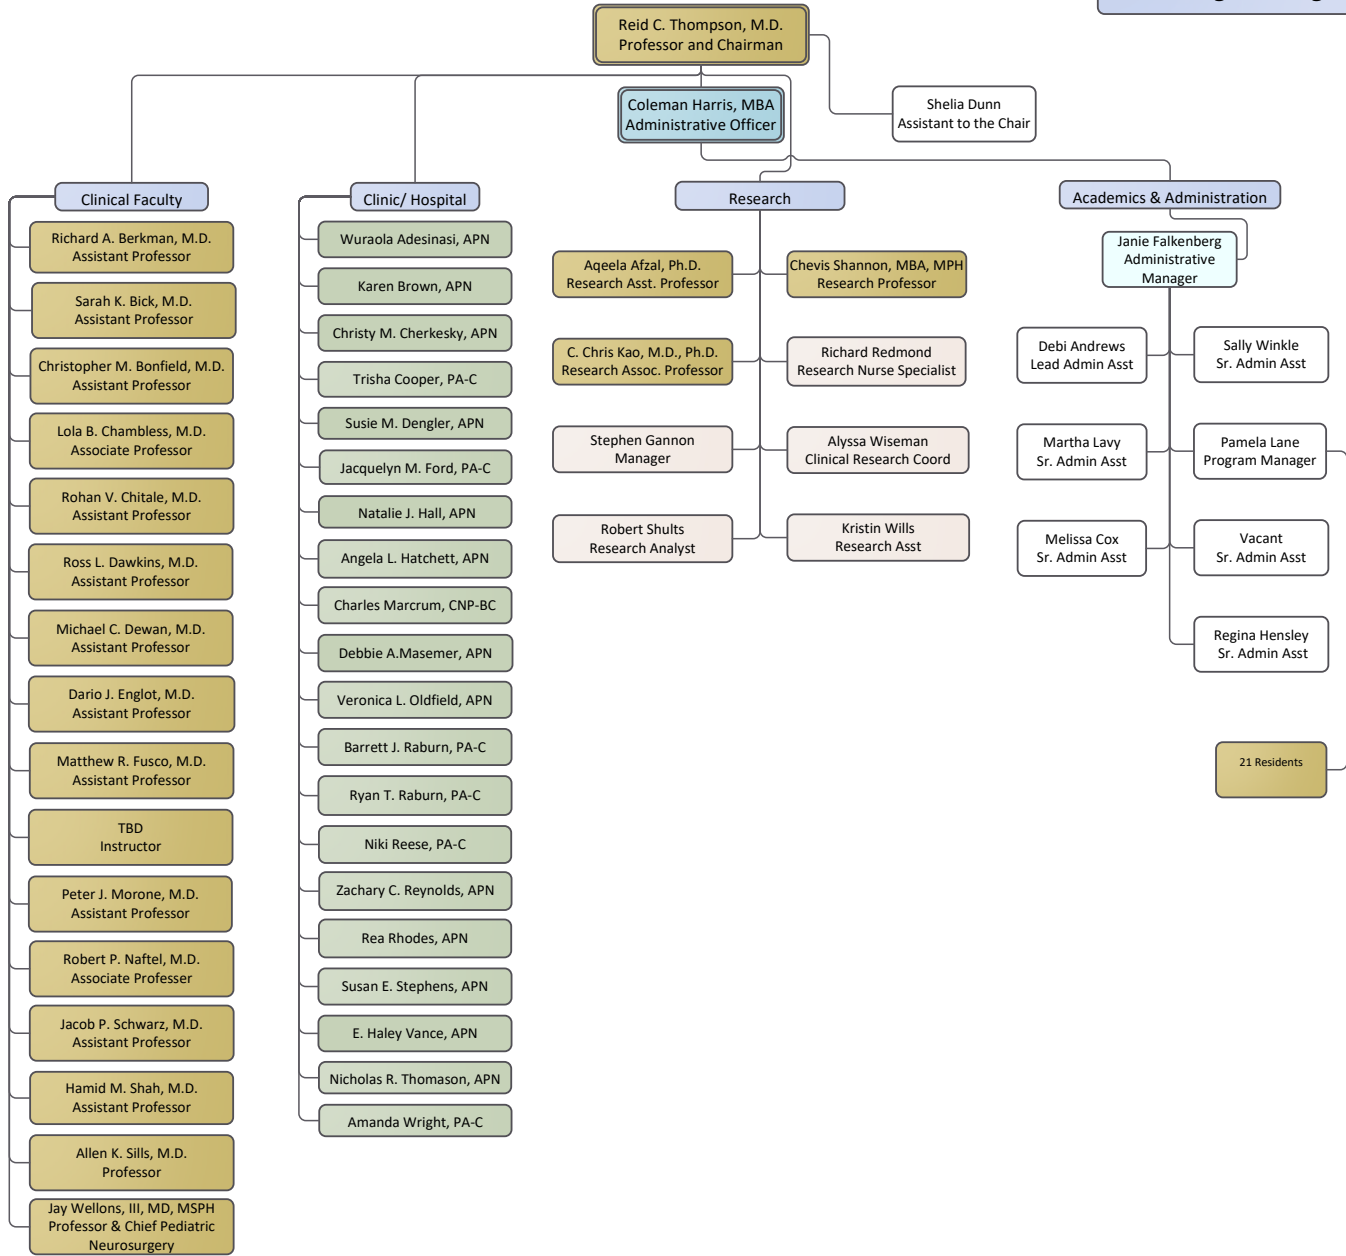 Reid C. Thompson, M.D.
Professor and Chairman
Coleman Harris, MBA
Administrative Officer
Shelia Dunn
Assistant to the Chair
Clinical Faculty
Richard A. Berkman, M.D.
Assistant Professor
Sarah K. Bick, M.D.
Assistant Professor
Christopher M. Bonfield, M.D.
Assistant Professor
Lola B. Chambless, M.D.
Associate Professor
Rohan V. Chitale, M.D.
Assistant Professor
Ross L. Dawkins, M.D.
Assistant Professor
Michael C. Dewan, M.D.
Assistant Professor
Dario J. Englot, M.D.
Assistant Professor
Matthew R. Fusco, M.D.
Assistant Professor
TBD
Instructor
Peter J. Morone, M.D.
Assistant Professor
Robert P. Naftel, M.D.
Associate Professer
Jacob P. Schwarz, M.D.
Assistant Professor
Hamid M. Shah, M.D.
Assistant Professor
Allen K. Sills, M.D.
Professor
Jay Wellons, III, MD, MSPH
Professor & Chief Pediatric
Neurosurgery
Clinic/ Hospital
Wuraola Adesinasi, APN
Karen Brown, APN
Christy M. Cherkesky, APN
Trisha Cooper, PA-C
Susie M. Dengler, APN
Jacquelyn M. Ford, PA-C
Natalie J. Hall, APN
Angela L. Hatchett, APN
Charles Marcrum, CNP-BC
Debbie A.Masemer, APN
Veronica L. Oldfield, APN
Barrett J. Raburn, PA-C
Ryan T. Raburn, PA-C
Niki Reese, PA-C
Zachary C. Reynolds, APN
Rea Rhodes, APN
Susan E. Stephens, APN
E. Haley Vance, APN
Nicholas R. Thomason, APN
Amanda Wright, PA-C
Research
Aqeela Afzal, Ph.D.
Research Asst. Professor
Chevis Shannon, MBA, MPH
Research Professor
C. Chris Kao, M.D., Ph.D.
Research Assoc. Professor
Richard Redmond
Research Nurse Specialist
Stephen Gannon
Manager
Alyssa Wiseman
Clinical Research Coord
Robert Shults
Research Analyst
Kristin Wills
Research Asst
Academics & Administration
Janie Falkenberg
Administrative
Manager
Debi Andrews
Lead Admin Asst
Sally Winkle
Sr. Admin Asst
Martha Lavy
Sr. Admin Asst
Pamela Lane
Program Manager
Melissa Cox
Sr. Admin Asst
Vacant
Sr. Admin Asst
Regina Hensley
Sr. Admin Asst
21 Residents